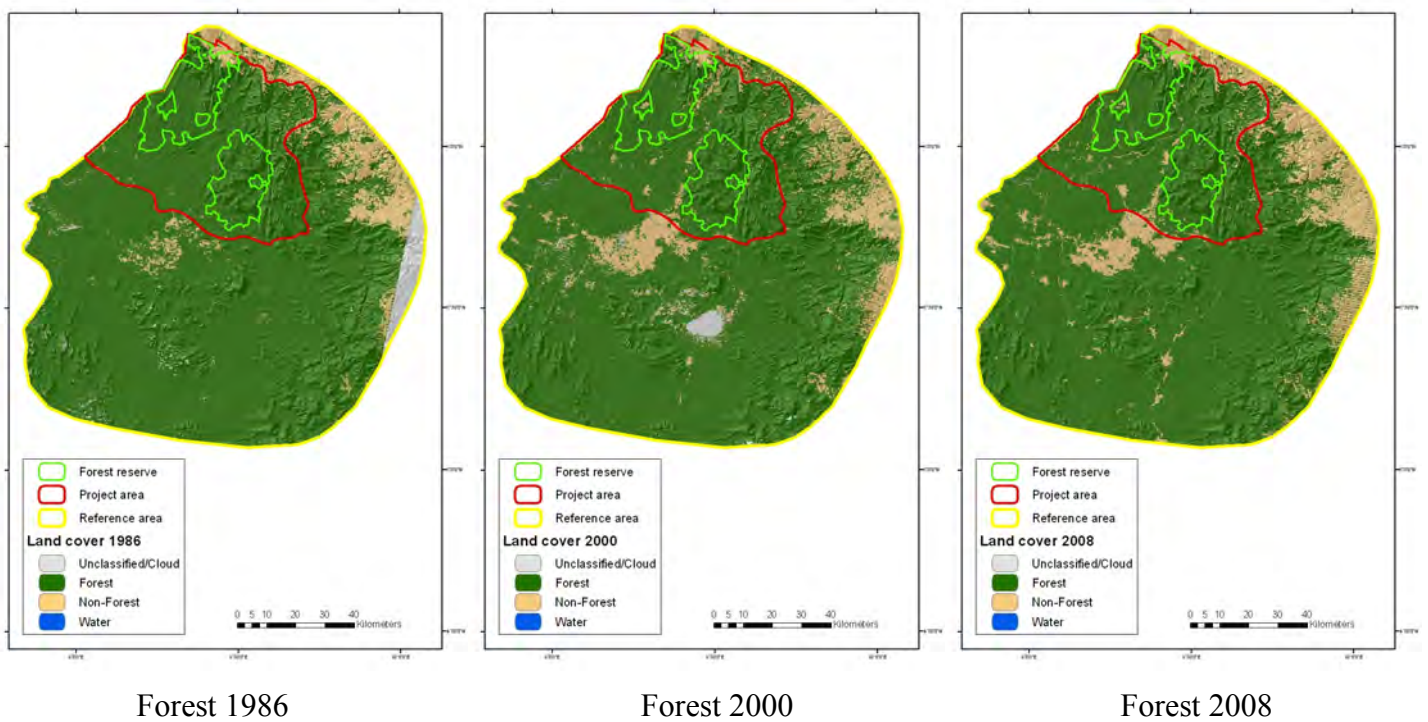 Forest reserve
Project area
Reference area
Land cover 1986
Unclassified/Cloud
Forest
Non-Forest
Water
0 5 10 20 30 40
Kilometers
Forest reserve
Project area
Reference area
Land cover 2000
Unclassified/Cloud
Forest
Non-Forest
Water
0 5 10 20 30 40
Kilometers
Forest reserve
Project area
Reference area
Land cover 2008
Unclassified/Cloud
Forest
Non-Forest
Water
0 5 10 20 30 40
Kilometers
Forest 1986
Forest 2000
Forest 2008